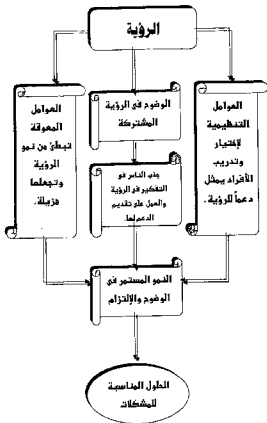 الرؤية
العوامل
التنظيمية
لإختيار
وتدريب
الأفراد يمثل
دعماً للرؤية.
الوضوح في الرؤية
المشتركة
العوامل
المعوقة
تبطئ من نمو
الرؤية
وتجعلها
هزيلة.
جذب الناس في
التفكير في الرؤية
والعمل على تقديم
الدعم لها.
النمو المستمر في
الوضوح والإلتزام
الحلول المناسبة
للمشكلات